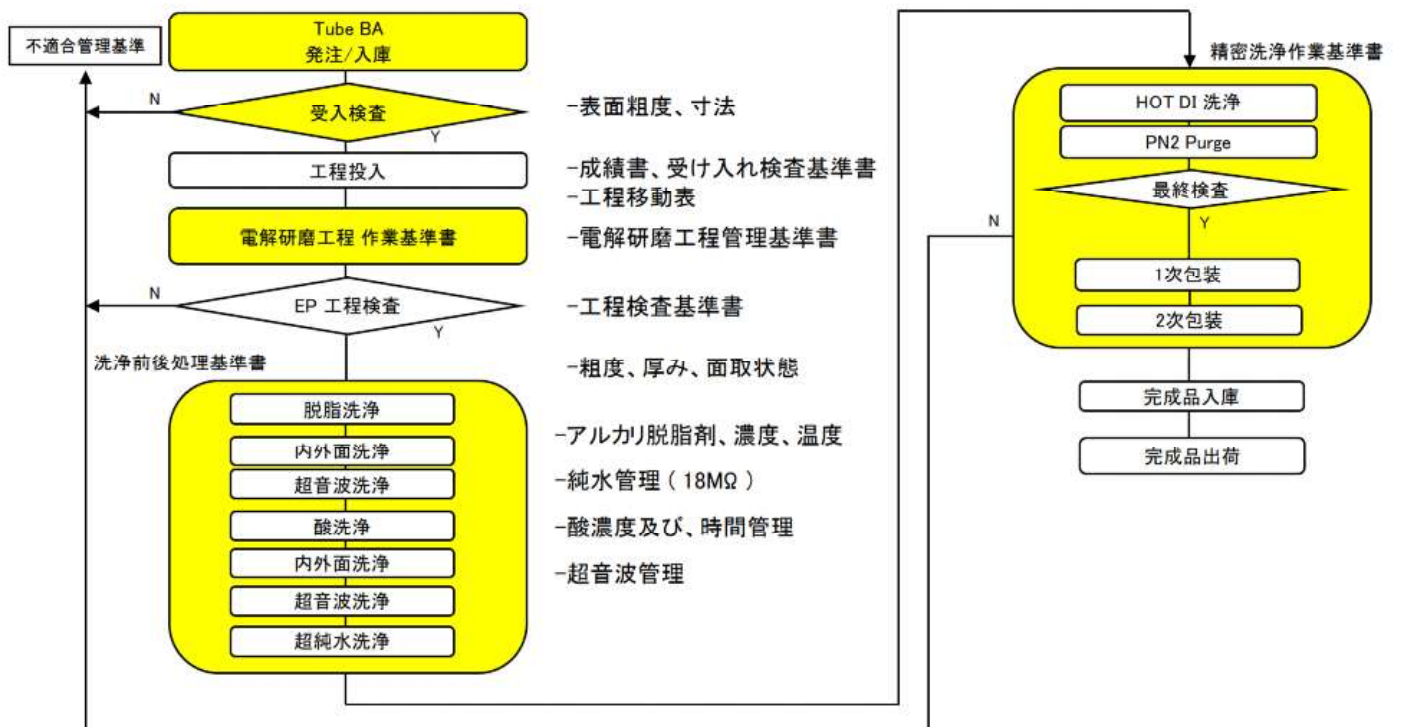 不適合管理基準
Tube BA
発注/入庫
N
受入検査
Y
-表面粗度、寸法
工程投入
-成績書、受け入れ検査基準書
-工程移動表
電解研磨工程 作業基準書
-電解研磨工程管理基準書
N
EP 工程検査
Y
-工程検査基準書
洗浄前後処理基準書
-粗度、厚み、面取状態
脱脂洗浄
-アルカリ脱脂剤、濃度、温度
内外面洗浄
超音波洗浄
-純水管理 ( 18MΩ )
酸洗浄
-酸濃度及び、時間管理
内外面洗浄
-超音波管理
超音波洗浄
超純水洗浄
精密洗浄作業基準書
HOT DI 洗浄
PN2 Purge
最終検査
N
Y
1次包装
2次包装
完成品入庫
完成品出荷